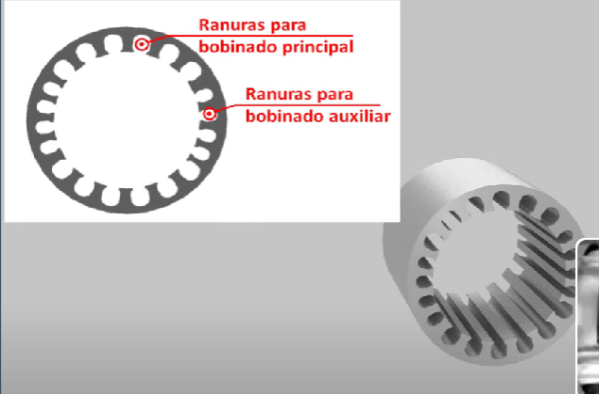 Ranuras para
bobinado principal
Ranuras para
bobinado auxiliar